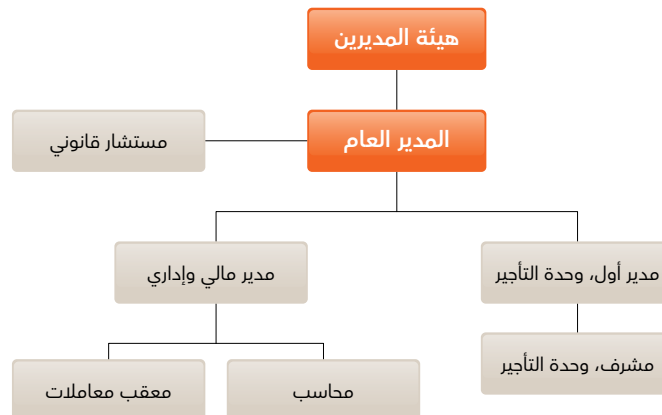 هيئة المديرين
المدير العام
مستشار قانوني
مدير أول، وحدة التأجير
مدير مالي وإداري
مشرف، وحدة التأجير
محاسب
معقب معاملات